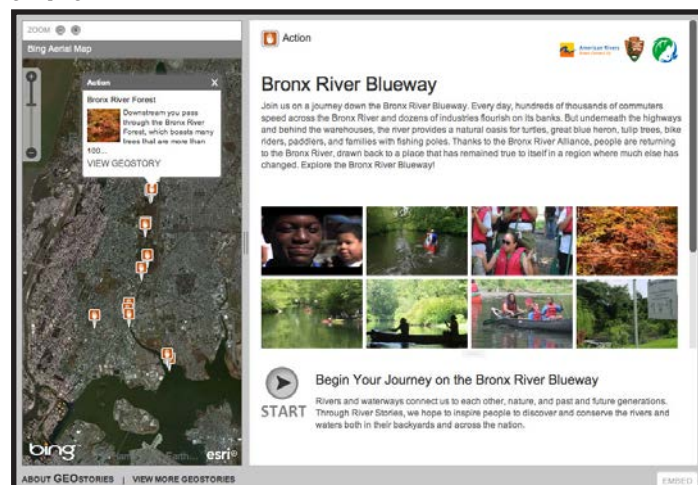 ZOOM
Bing Aerial Map
Action X
Bronx River Forest
Downstream you pass
through the Bronx River
Forest, which boasts many
trees that are more than
100...
VIEW GEOSTORY
bing
Earth...
esri
Action
American Rivers
Bronx River Blueway
Join us on a journey down the Bronx River Blueway. Every day, hundreds of thousands of commuters
speed across the Bronx River and dozens of industries flourish on its banks. But underneath the highways
and behind the warehouses, the river provides a natural oasis for turtles, great blue heron, tulip trees, bike
riders, paddlers, and families with fishing poles. Thanks to the Bronx River Alliance, people are returning
to the Bronx River, drawn back to a place that has remained true to itself in a region where much else has
changed. Explore the Bronx River Blueway!
START
Begin Your Journey on the Bronx River Blueway
Rivers and waterways connect us to each other, nature, and past and future generations.
Through River Stories, we hope to inspire people to discover and conserve the rivers and
waters both in their backyards and across the nation.
ABOUT GEOSTORIES | VIEW MORE GEOSTORIES
EMBED